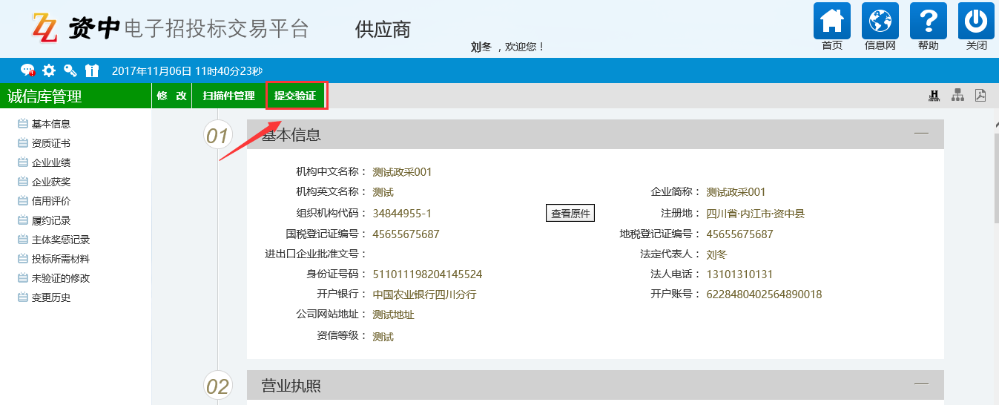 资中 电子招投标交易平台 供应商
刘冬 ，欢迎您！
首页 信息网 帮助 关闭
2017年11月06日 11时40分23秒
诚信库管理 修 改 扫描件管理 提交验证
基本信息
资质证书
企业业绩
企业获奖
信用评价
履约记录
主体奖惩记录
投标所需材料
未验证的修改
变更历史
01 基本信息
机构中文名称： 测试政采001
机构英文名称： 测试 企业简称： 测试政采001
组织机构代码： 34844955-1 查看原件 注册地： 四川省·内江市·资中县
国税登记证编号： 45655675687 地税登记证编号： 45655675687
进出口企业批准文号： 法定代表人： 刘冬
身份证号码： 511011198204145524 法人电话： 13101310131
开户银行： 中国农业银行四川分行 开户账号： 6228480402564890018
公司网站地址： 测试地址
资信等级： 测试
02 营业执照